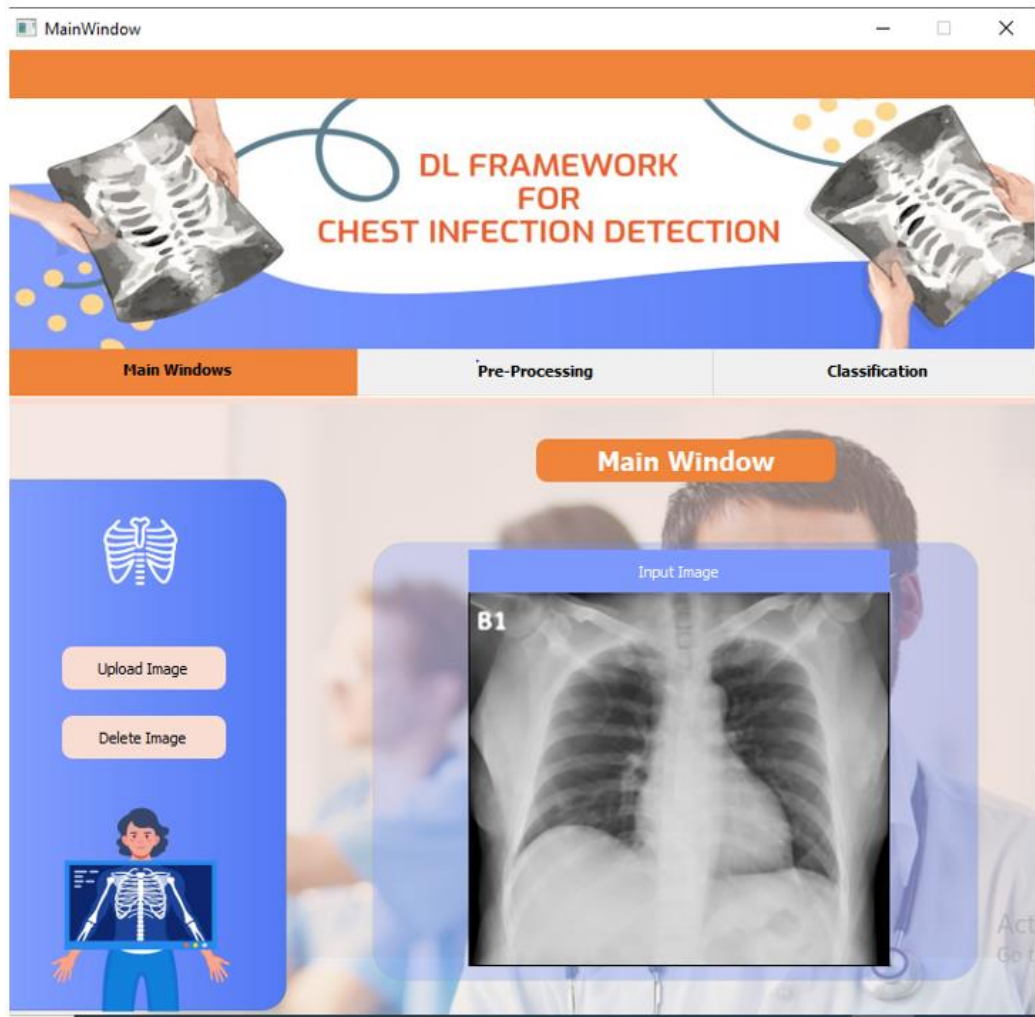 MainWindow
DL FRAMEWORK
FOR
CHEST INFECTION DETECTION
Main Windows
Pre-Processing
Classification
Main Window
Input Image
B1
Upload Image
Delete Image
Go t